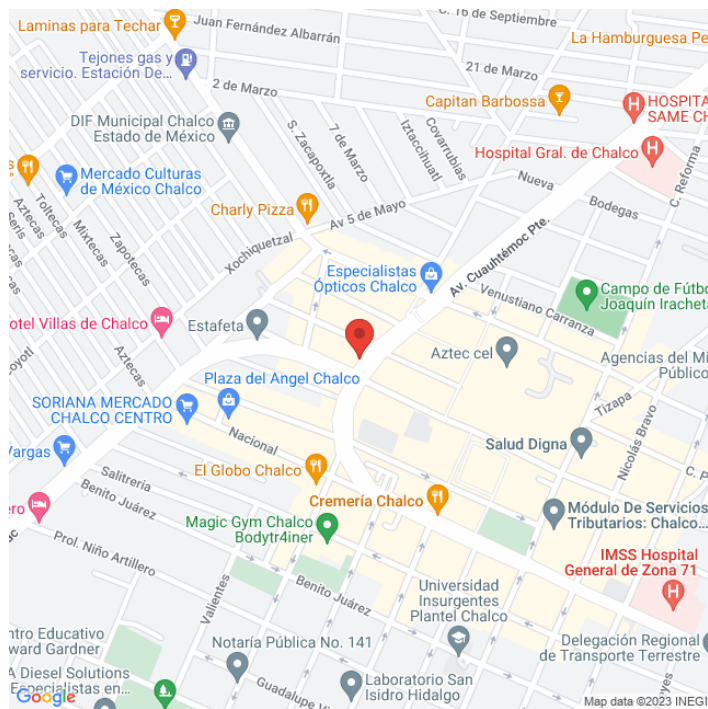 Laminas para Techar
Juan Fernández Albarrán
C. 16 de Septiembre
La Hamburguesa Pe
Tejones gas y
servicio. Estación De...
21 de Marzo
2 de Marzo
Capitan Barbossa
HOSPITA
SAME CH
DIF Municipal Chalco
Estado de México
S. Zacapoxtla
7 de Marzo
Iztaccihuatl
Covarrubias
Hospital Gral. de Chalco
C. Reforma
Mercado Culturas
de México Chalco
Nueva
Bodegas
Aztecas
Toltecas
Mixtecas
Zapotecas
Seris
Charly Pizza
Av 5 de Mayo
Xochiquetzal
Av. Cuauhtémoc Pte.
Especialistas
Ópticos Chalco
Venustiano Carranza
Campo de Fútbo
Joaquín Iracheta
otel Villas de Chalco
Estafeta
Coyotl
Aztecas
Aztec cel
Agencias del Mi
Público
Plaza del Angel Chalco
SORIANA MERCADO
CHALCO CENTRO
Tizapa
Nicolás Bravo
Vargas
Nacional
Salud Digna
El Globo Chalco
Salitreria
Benito Juárez
Cremería Chalco
C. P
Módulo De Servicios
Tributarios: Chalco...
ero
Magic Gym Chalco
Bodytr4iner
Prol. Niño Artillero
IMSS Hospital
General de Zona 71
Valientes
Benito Juárez
Universidad
Insurgentes
Plantel Chalco
ntro Educativo
ward Gardner
Notaría Pública No. 141
Delegación Regional
de Transporte Terrestre
A Diesel Solutions
Especialistas en...
Guadalupe Vi
Laboratorio San
Isidro Hidalgo
eyes
Google
Map data ©2023 INEGI